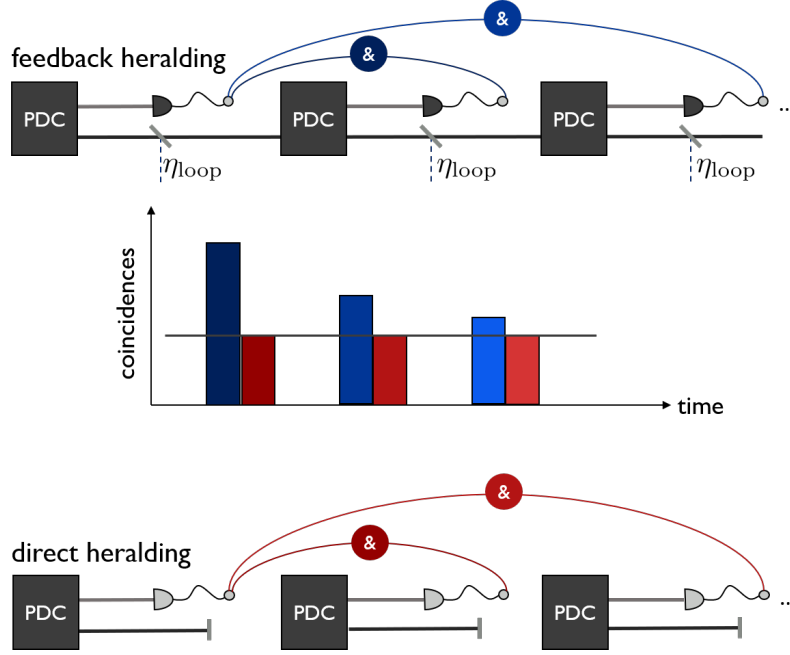 feedback heralding
& &
PDC PDC PDC ..
ηloop ηloop ηloop
coincidences
time
&
direct heralding
&
PDC PDC PDC ..